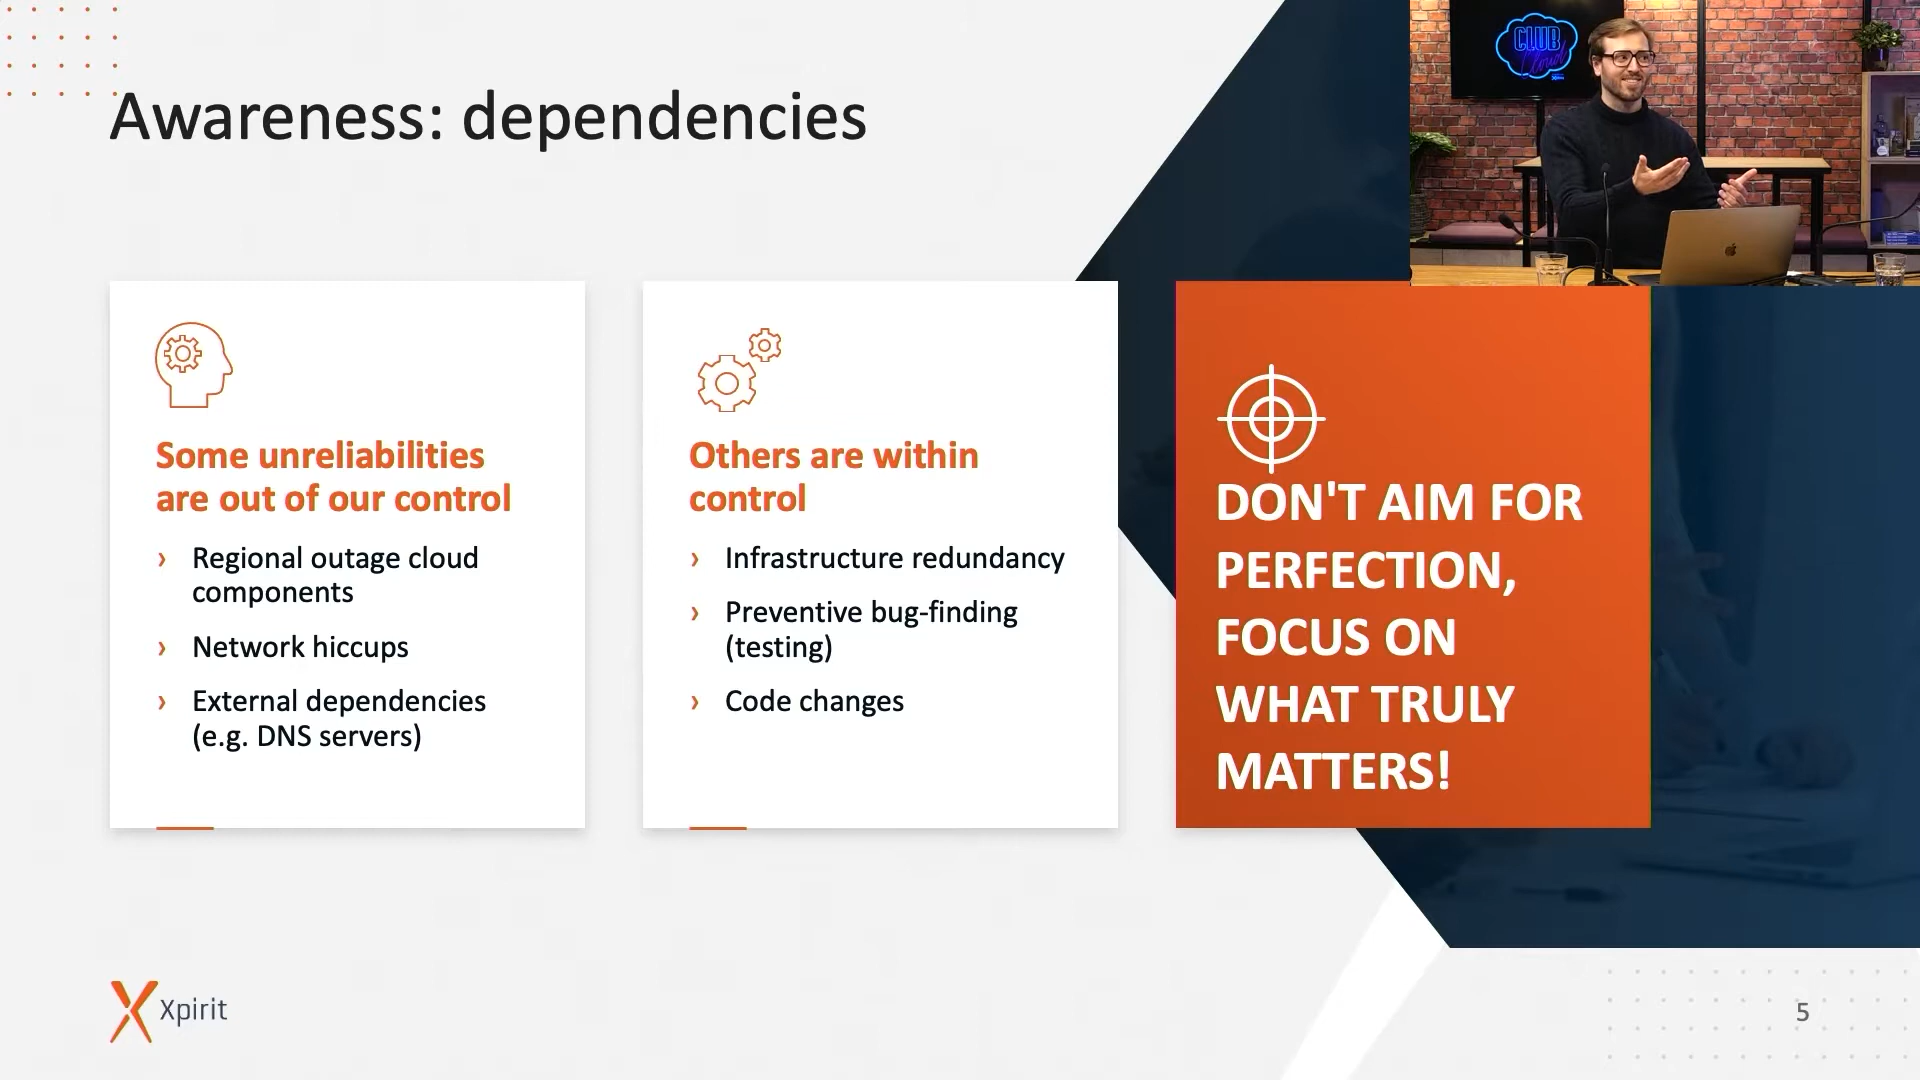 Awareness: dependencies
CLUB
Cloud
Some unreliabilities
are out of our control
› Regional outage cloud
components
› Network hiccups
› External dependencies
(e.g. DNS servers)
Others are within
control
› Infrastructure redundancy
› Preventive bug-finding
(testing)
› Code changes
DON'T AIM FOR
PERFECTION,
FOCUS ON
WHAT TRULY
MATTERS!
Xpirit
5